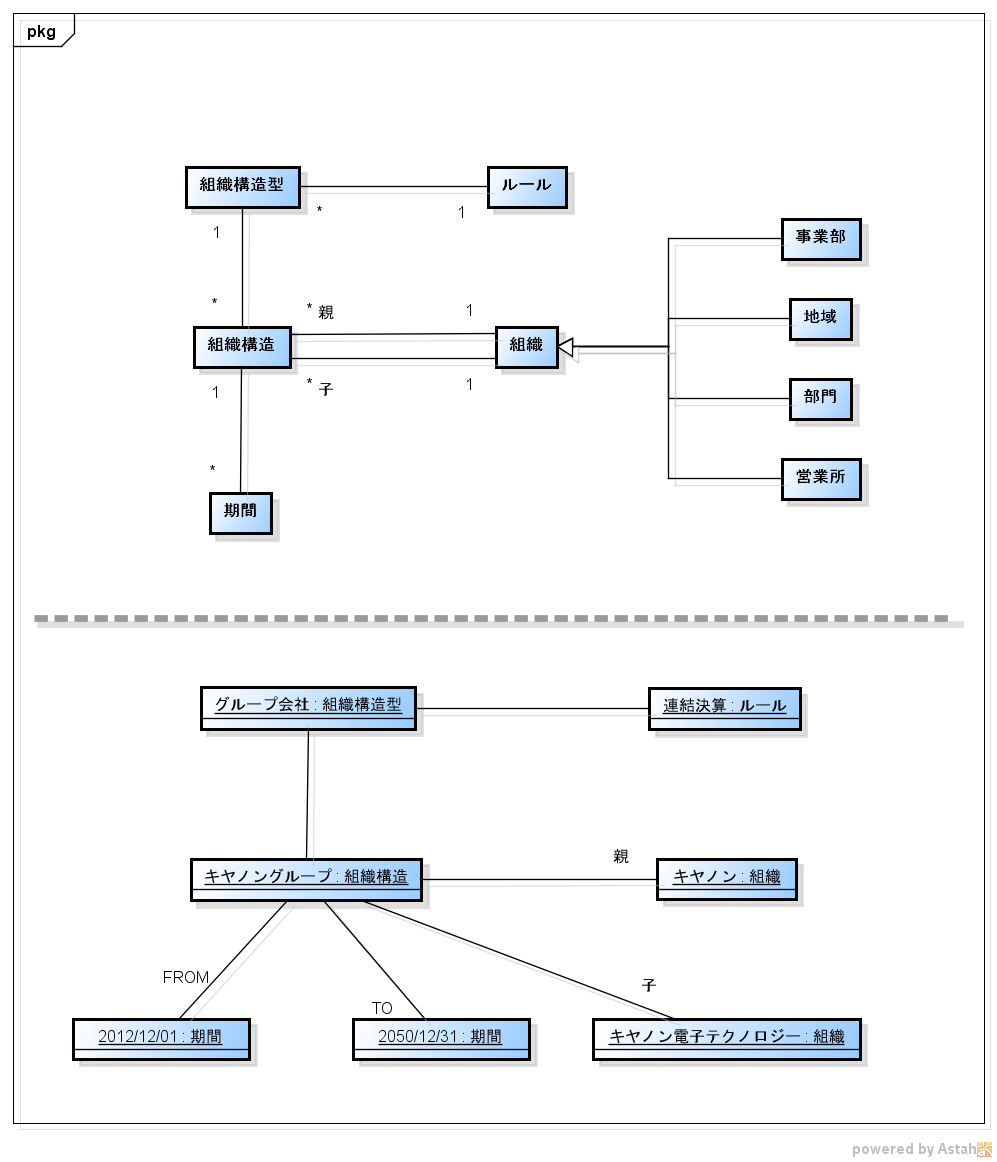 pkg
組織構造型
ルール
* 1
1
事業部
*
* 親 1
地域
組織構造
組織
* 子 1
1
部門
*
営業所
期間
グループ会社 : 組織構造型
連結決算 : ルール
親
キヤノングループ : 組織構造
キヤノン : 組織
FROM
子
TO
2012/12/01 : 期間
2050/12/31 : 期間
キヤノン電子テクノロジー : 組織
powered by Astah